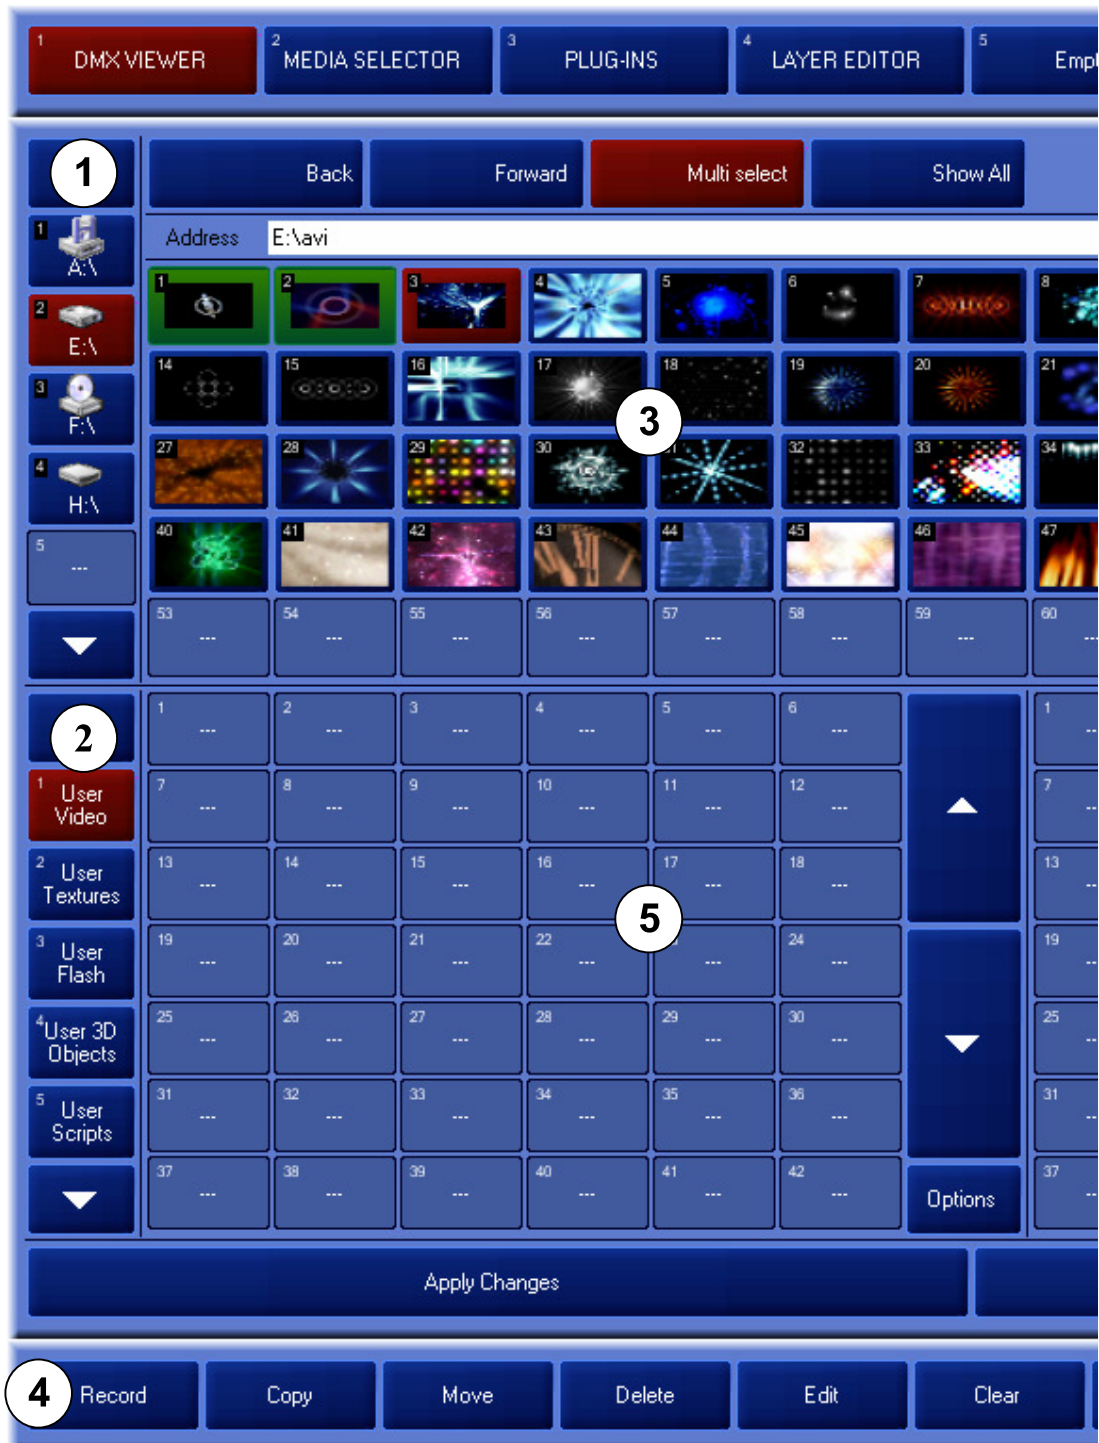 1 DMX VIEWER 2 MEDIA SELECTOR 3 PLUG-INS 4 LAYER EDITOR 5
1 Back Forward Multi select Show All
Address E:\avi
1 A:\
2 E:\
3 F:\
4 H:\
5 ---
1 2 3 4 5 6 7 8
14 15 16 17 18 19 20 21
3
27 28 29 30 32 33 34
40 41 42 43 44 45 46 47
53 --- 54 --- 55 --- 56 --- 57 --- 58 --- 59 --- 60
2
1 User Video
2 User Textures
3 User Flash
4 User 3D Objects
5 User Scripts
1 --- 2 --- 3 --- 4 --- 5 --- 6 --- 1
7 --- 8 --- 9 --- 10 --- 11 --- 12 --- 7
13 --- 14 --- 15 --- 16 --- 17 --- 18 --- 13
5
19 --- 20 --- 21 --- 22 --- --- 24 --- 19
25 --- 26 --- 27 --- 28 --- 29 --- 30 --- 25
31 --- 32 --- 33 --- 34 --- 35 --- 36 --- 31
37 --- 38 --- 39 --- 40 --- 41 --- 42 --- Options 37
Apply Changes
4 Record Copy Move Delete Edit Clear